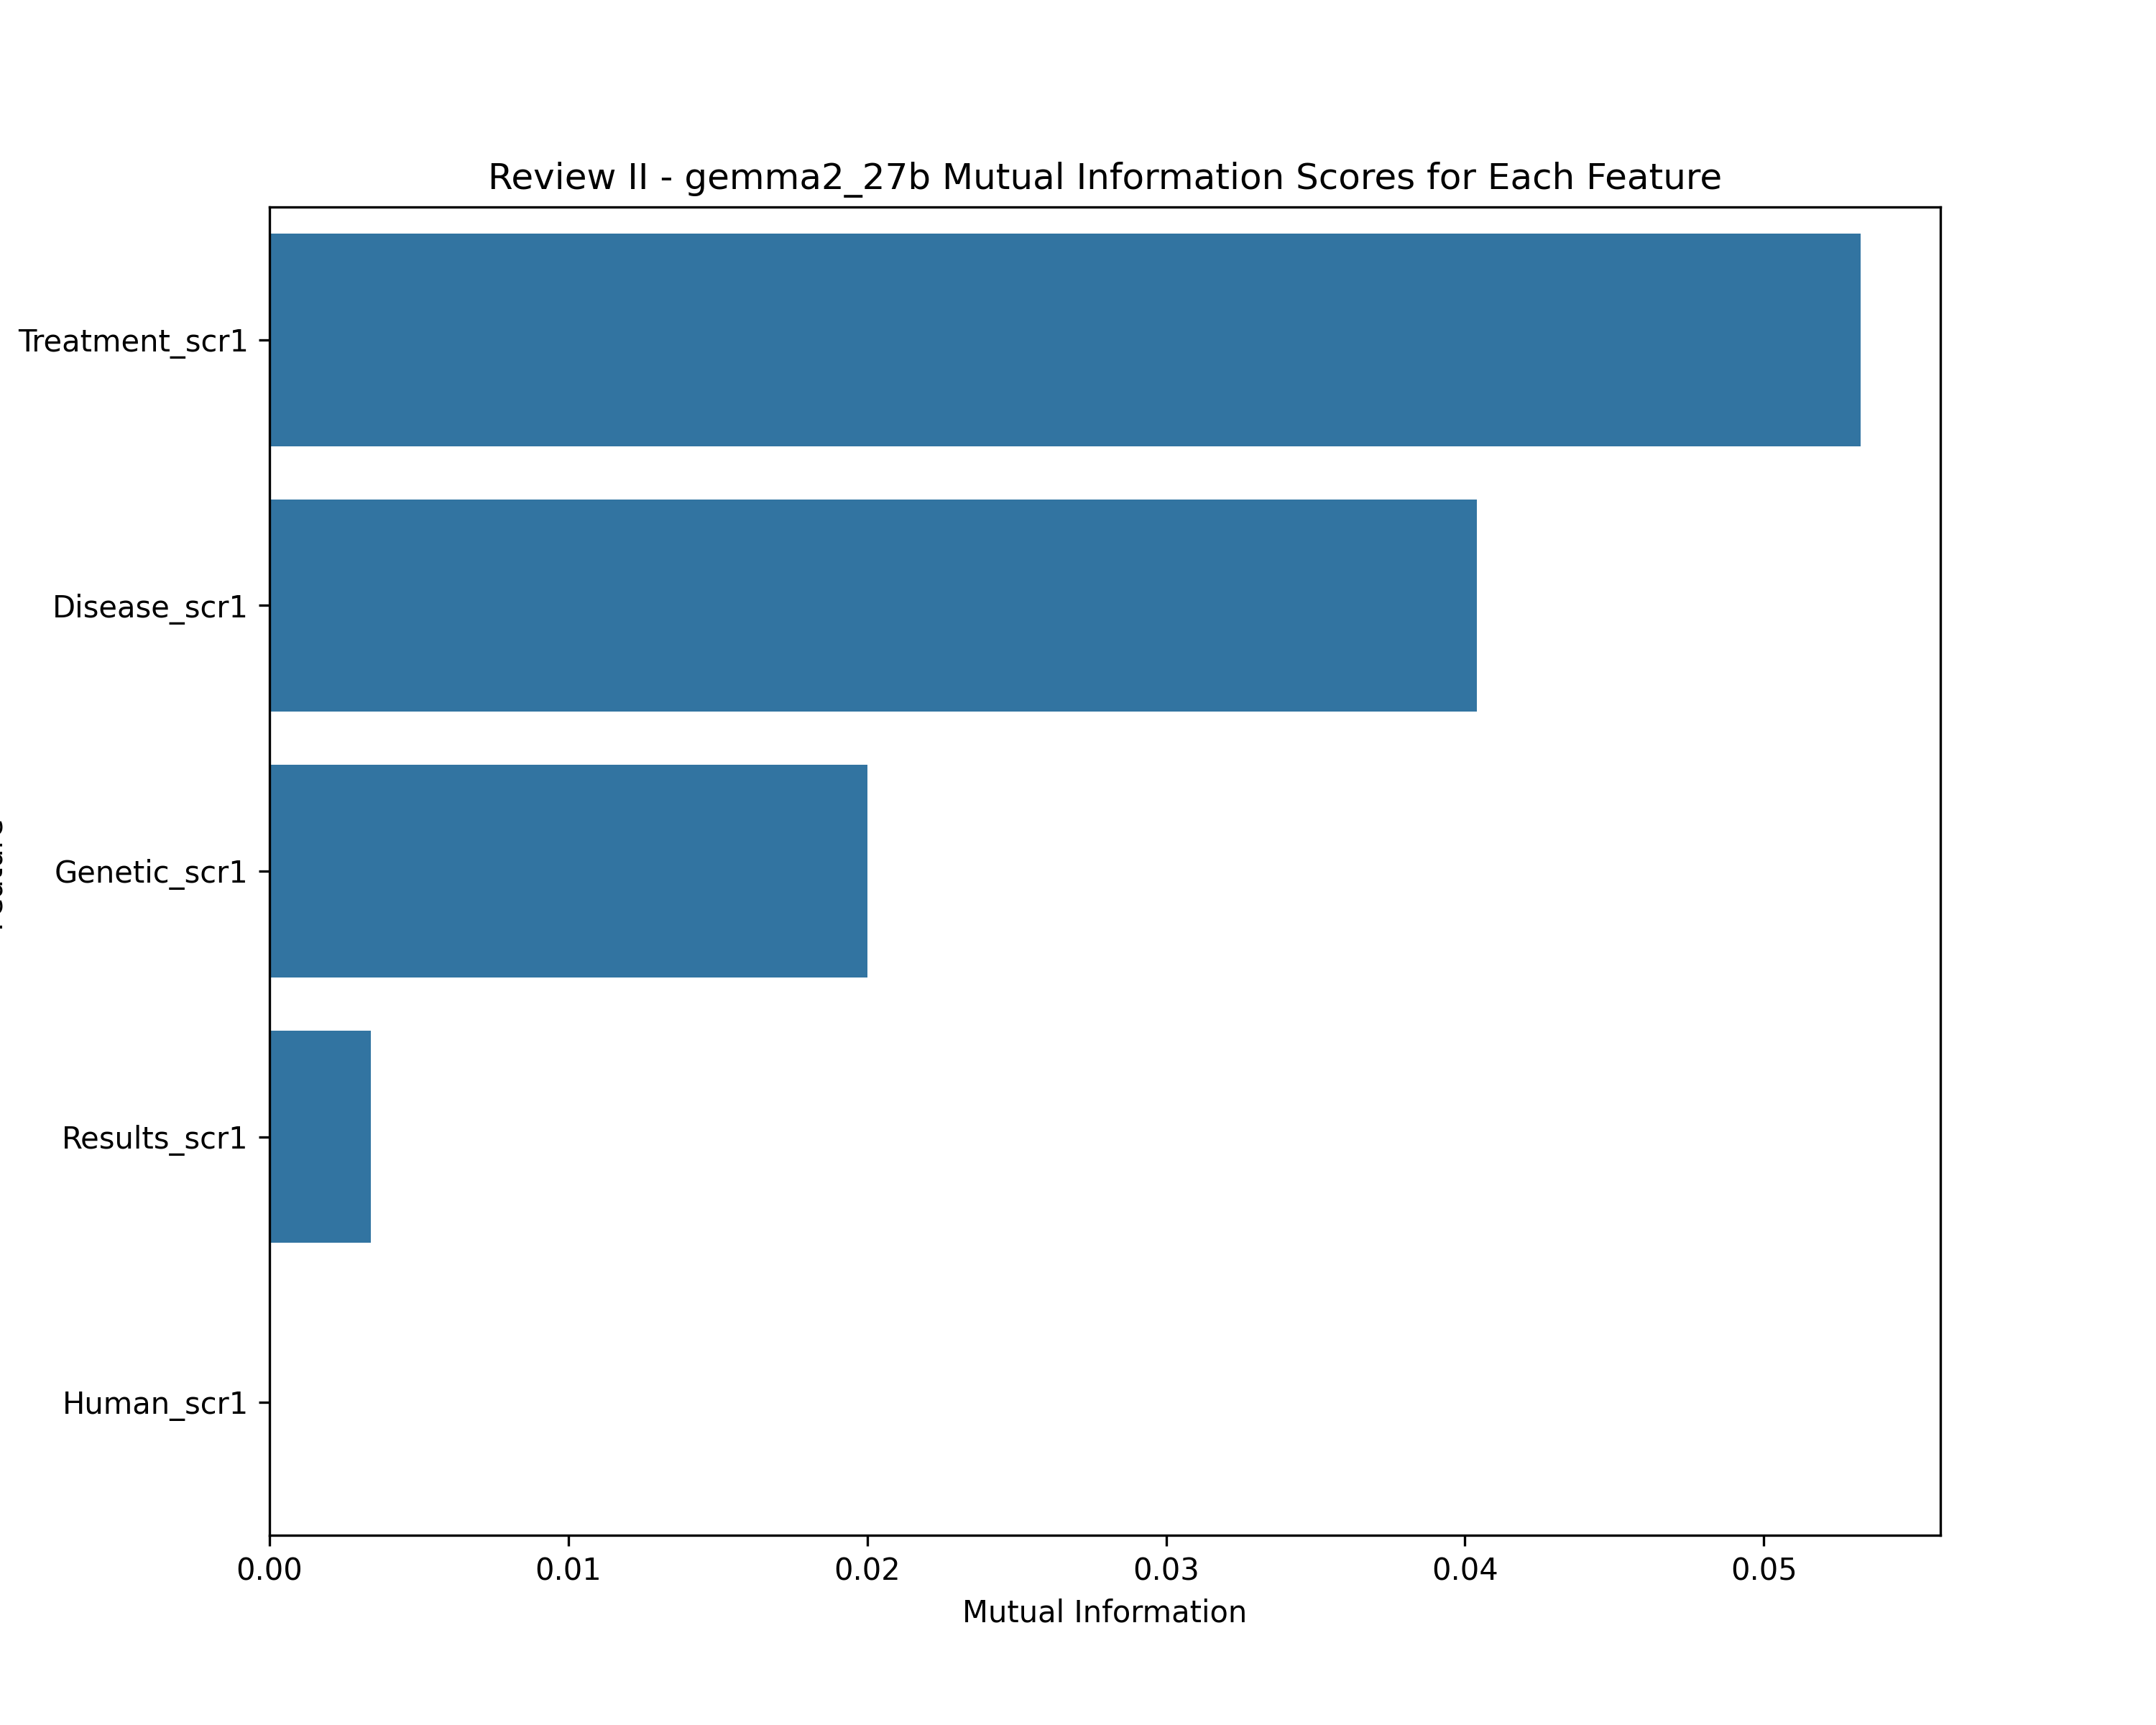 Review II - gemma2_27b Mutual Information Scores for Each Feature
Treatment_scr1
Disease_scr1
Genetic_scr1
Results_scr1
Human_scr1
0.00 0.01 0.02 0.03 0.04 0.05
Mutual Information